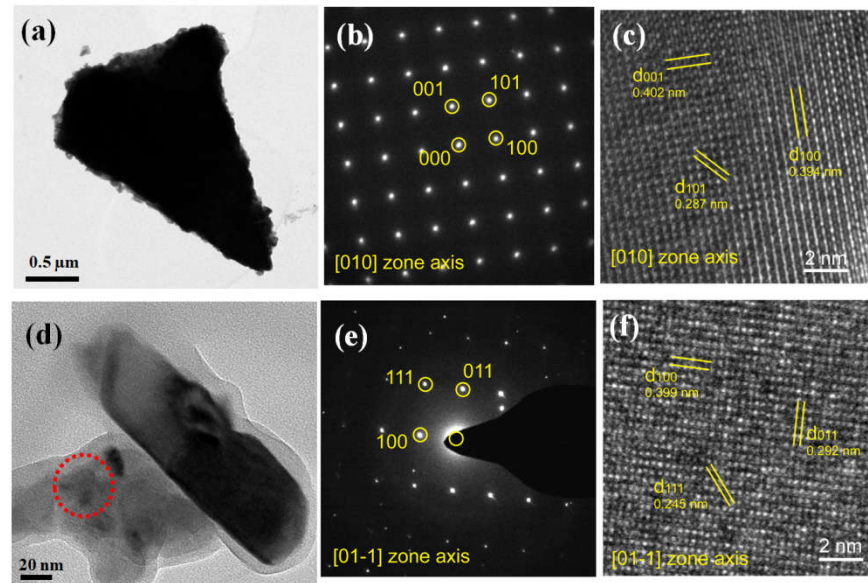 (a)
0.5 μm
(b)
001
101
000
100
[010] zone axis
(c)
d001
0.402 nm
d100
0.394 nm
d101
0.287 nm
[010] zone axis
2 nm
(d)
20 nm
(e)
111
011
100
[01-1] zone axis
(f)
d100
0.399 nm
d011
0.292 nm
d111
0.245 nm
[01-1] zone axis
2 nm